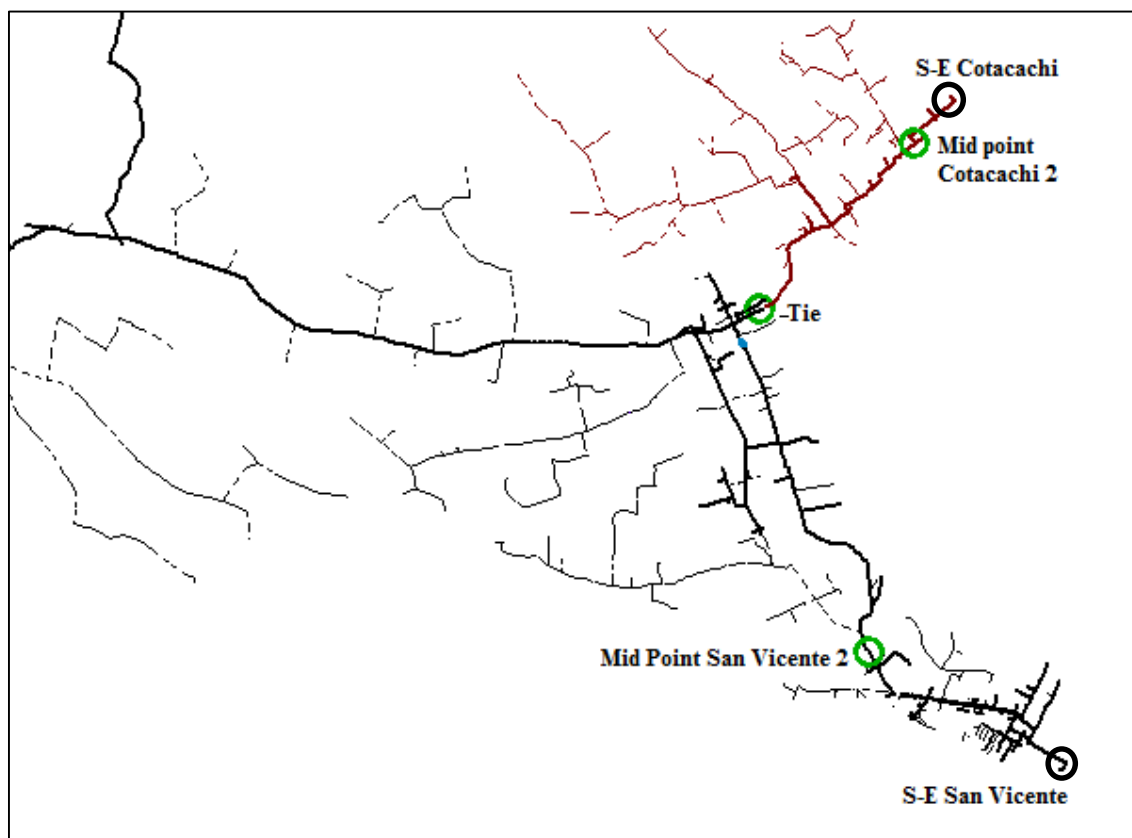 S-E Cotacachi
Mid point
Cotacachi 2
-Tie
Mid Point San Vicente 2
S-E San Vicente